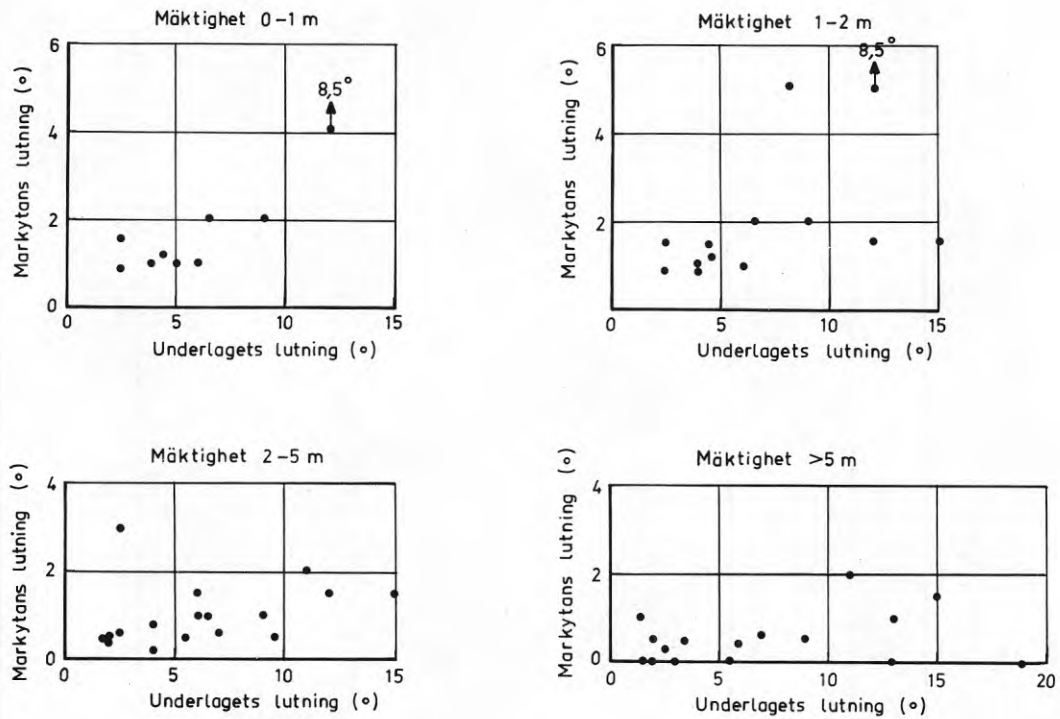 Mäktighet 0-1 m
Markytans lutning (°)
6
4
2
0
8,5°
0 5 10 15
Underlagets lutning (°)
Mäktighet 1-2 m
Markytans lutning (°)
6
4
2
8,5°
0 5 10 15
Underlagets lutning (°)
Mäktighet 2-5 m
Markytans lutning (°)
4
2
0
0 5 10 15
Underlagets lutning (°)
Mäktighet >5 m
Markytans lutning (°)
4
2
0
0 5 10 15 20
Underlagets lutning (°)